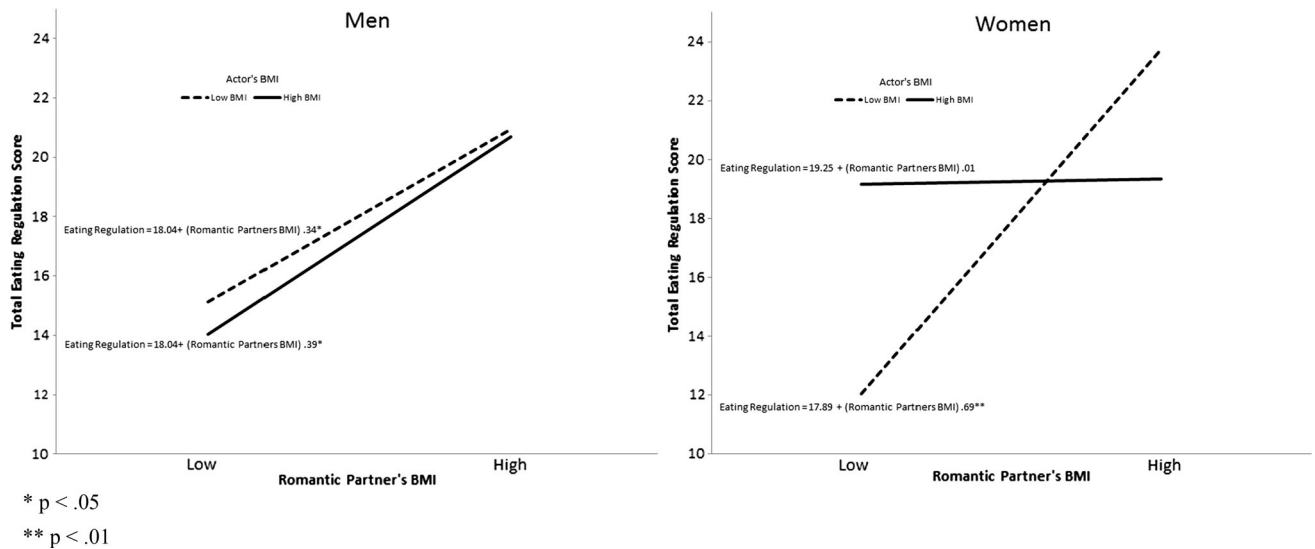 Men
Total Eating Regulation Score
24
22
20
18
16
14
12
10
Actor's BMI
Low BMI High BMI
Eating Regulation = 18.04+ (Romantic Partners BMI) .34*
Eating Regulation = 18.04+ (Romantic Partners BMI) .39*
Low High
Romantic Partner's BMI
Women
Total Eating Regulation Score
24
22
20
18
16
14
12
10
Actor's BMI
Low BMI High BMI
Eating Regulation = 19.25 + (Romantic Partners BMI) .01
Eating Regulation = 17.89 + (Romantic Partners BMI) .69**
Low High
Romantic Partner's BMI
* p < .05
** p < .01